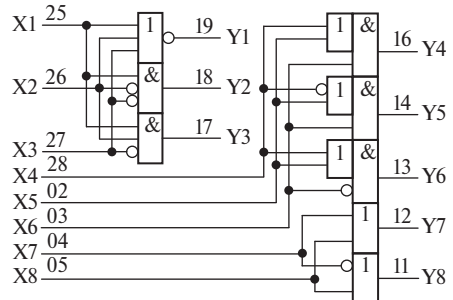 X1 25
X2 26
X3 27
X4 28
X5 02
X6 03
X7 04
X8 05
1 19 Y1
& 18 Y2
& 17 Y3
1 & 16 Y4
1 & 14 Y5
1 & 13 Y6
1 12 Y7
1 11 Y8